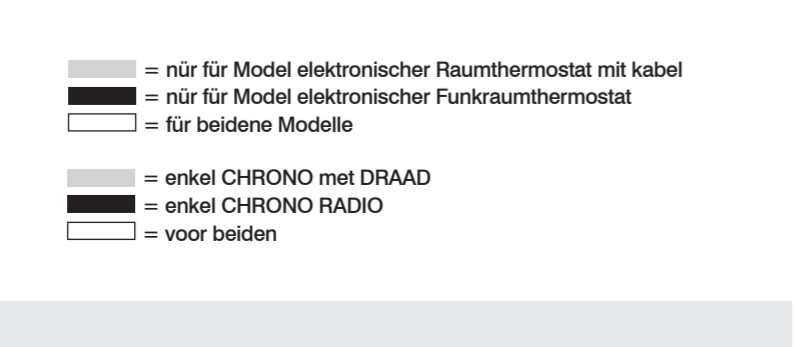 = nür für Model elektronischer Raumthermostat mit kabel
= nür für Model elektronischer Funkraumthermostat
= für beidene Modelle
= enkel CHRONO met DRAAD
= enkel CHRONO RADIO
= voor beiden